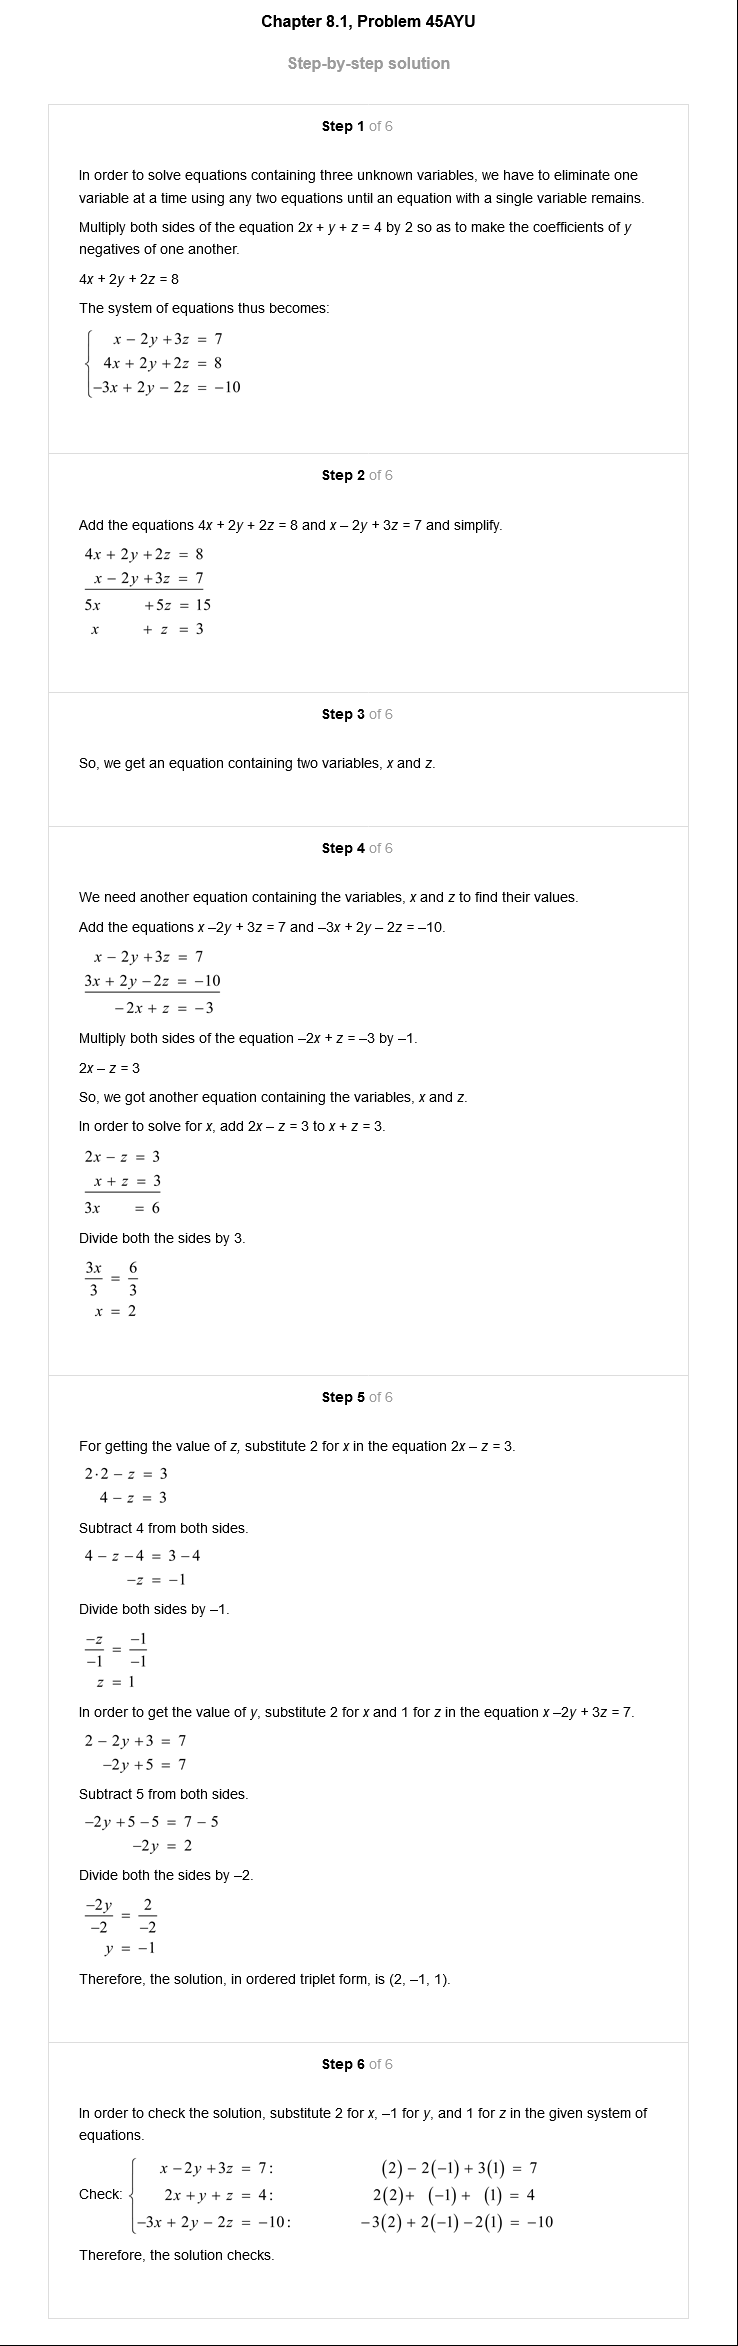 Chapter 8.1, Problem 45AYU
Step-by-step solution
Step 1 of 6
In order to solve equations containing three unknown variables, we have to eliminate one
variable at a time using any two equations until an equation with a single variable remains.
Multiply both sides of the equation 2x + y + z = 4 by 2 so as to make the coefficients of y
negatives of one another.
4x + 2y + 2z = 8
The system of equations thus becomes:
x − 2y + 3z = 7
4x + 2y + 2z = 8
−3x + 2y − 2z = −10
Step 2 of 6
Add the equations 4x + 2y + 2z = 8 and x – 2y + 3z = 7 and simplify.
4x + 2y + 2z = 8
x − 2y + 3z = 7
5x + 5z = 15
x + z = 3
Step 3 of 6
So, we get an equation containing two variables, x and z.
Step 4 of 6
We need another equation containing the variables, x and z to find their values.
Add the equations x –2y + 3z = 7 and –3x + 2y – 2z = –10.
x − 2y + 3z = 7
3x + 2y − 2z = −10
−2x + z = −3
Multiply both sides of the equation –2x + z = –3 by –1.
2x – z = 3
So, we got another equation containing the variables, x and z.
In order to solve for x, add 2x – z = 3 to x + z = 3.
2x − z = 3
x + z = 3
3x = 6
Divide both the sides by 3.
3x/3 = 6/3
x = 2
Step 5 of 6
For getting the value of z, substitute 2 for x in the equation 2x – z = 3.
2·2 − z = 3
4 − z = 3
Subtract 4 from both sides.
4 − z − 4 = 3 − 4
−z = −1
Divide both sides by –1.
−z/−1 = −1/−1
z = 1
In order to get the value of y, substitute 2 for x and 1 for z in the equation x –2y + 3z = 7.
2 − 2y + 3 = 7
−2y + 5 = 7
Subtract 5 from both sides.
−2y + 5 − 5 = 7 − 5
−2y = 2
Divide both the sides by –2.
−2y/−2 = 2/−2
y = −1
Therefore, the solution, in ordered triplet form, is (2, –1, 1).
Step 6 of 6
In order to check the solution, substitute 2 for x, –1 for y, and 1 for z in the given system of
equations.
x − 2y + 3z = 7: (2) − 2(−1) + 3(1) = 7
Check: 2x + y + z = 4: 2(2) + (−1) + (1) = 4
−3x + 2y − 2z = −10: −3(2) + 2(−1) − 2(1) = −10
Therefore, the solution checks.